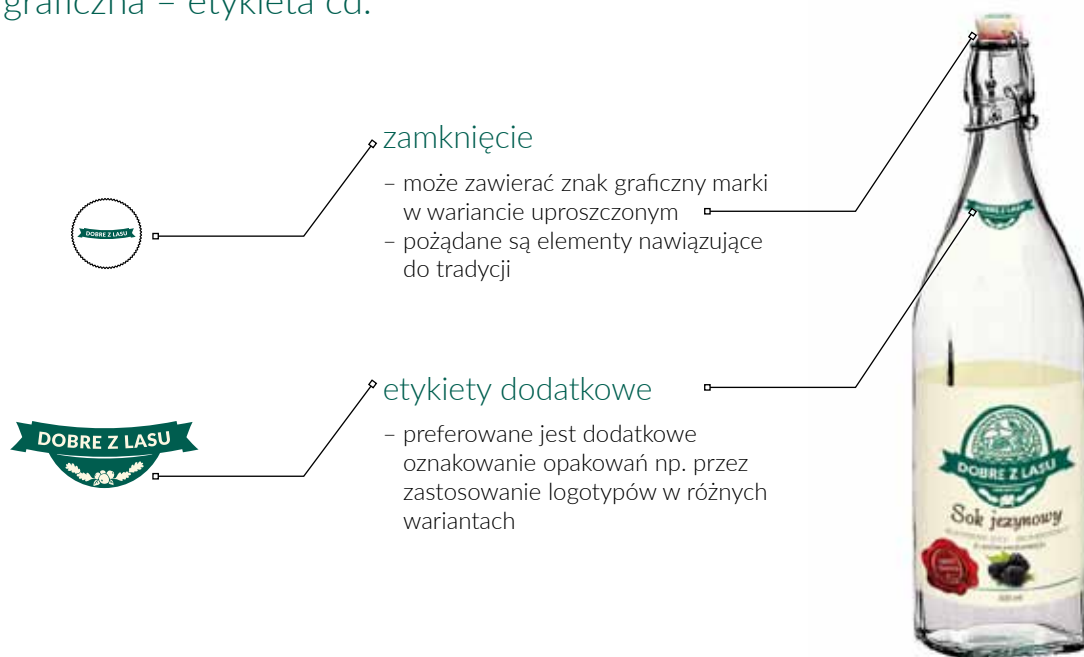 graficzna – etykieta cd.
zamknięcie
– może zawierać znak graficzny marki
w wariancie uproszczonym
– pożądane są elementy nawiązujące
do tradycji
DOBRE Z LASU
etykiety dodatkowe
– preferowane jest dodatkowe
oznakowanie opakowań np. przez
zastosowanie logotypów w różnych
wariantach
DOBRE Z LASU
DOBRE Z LASU
DOBRE Z LASU
Sok jeżynowy
500 ml